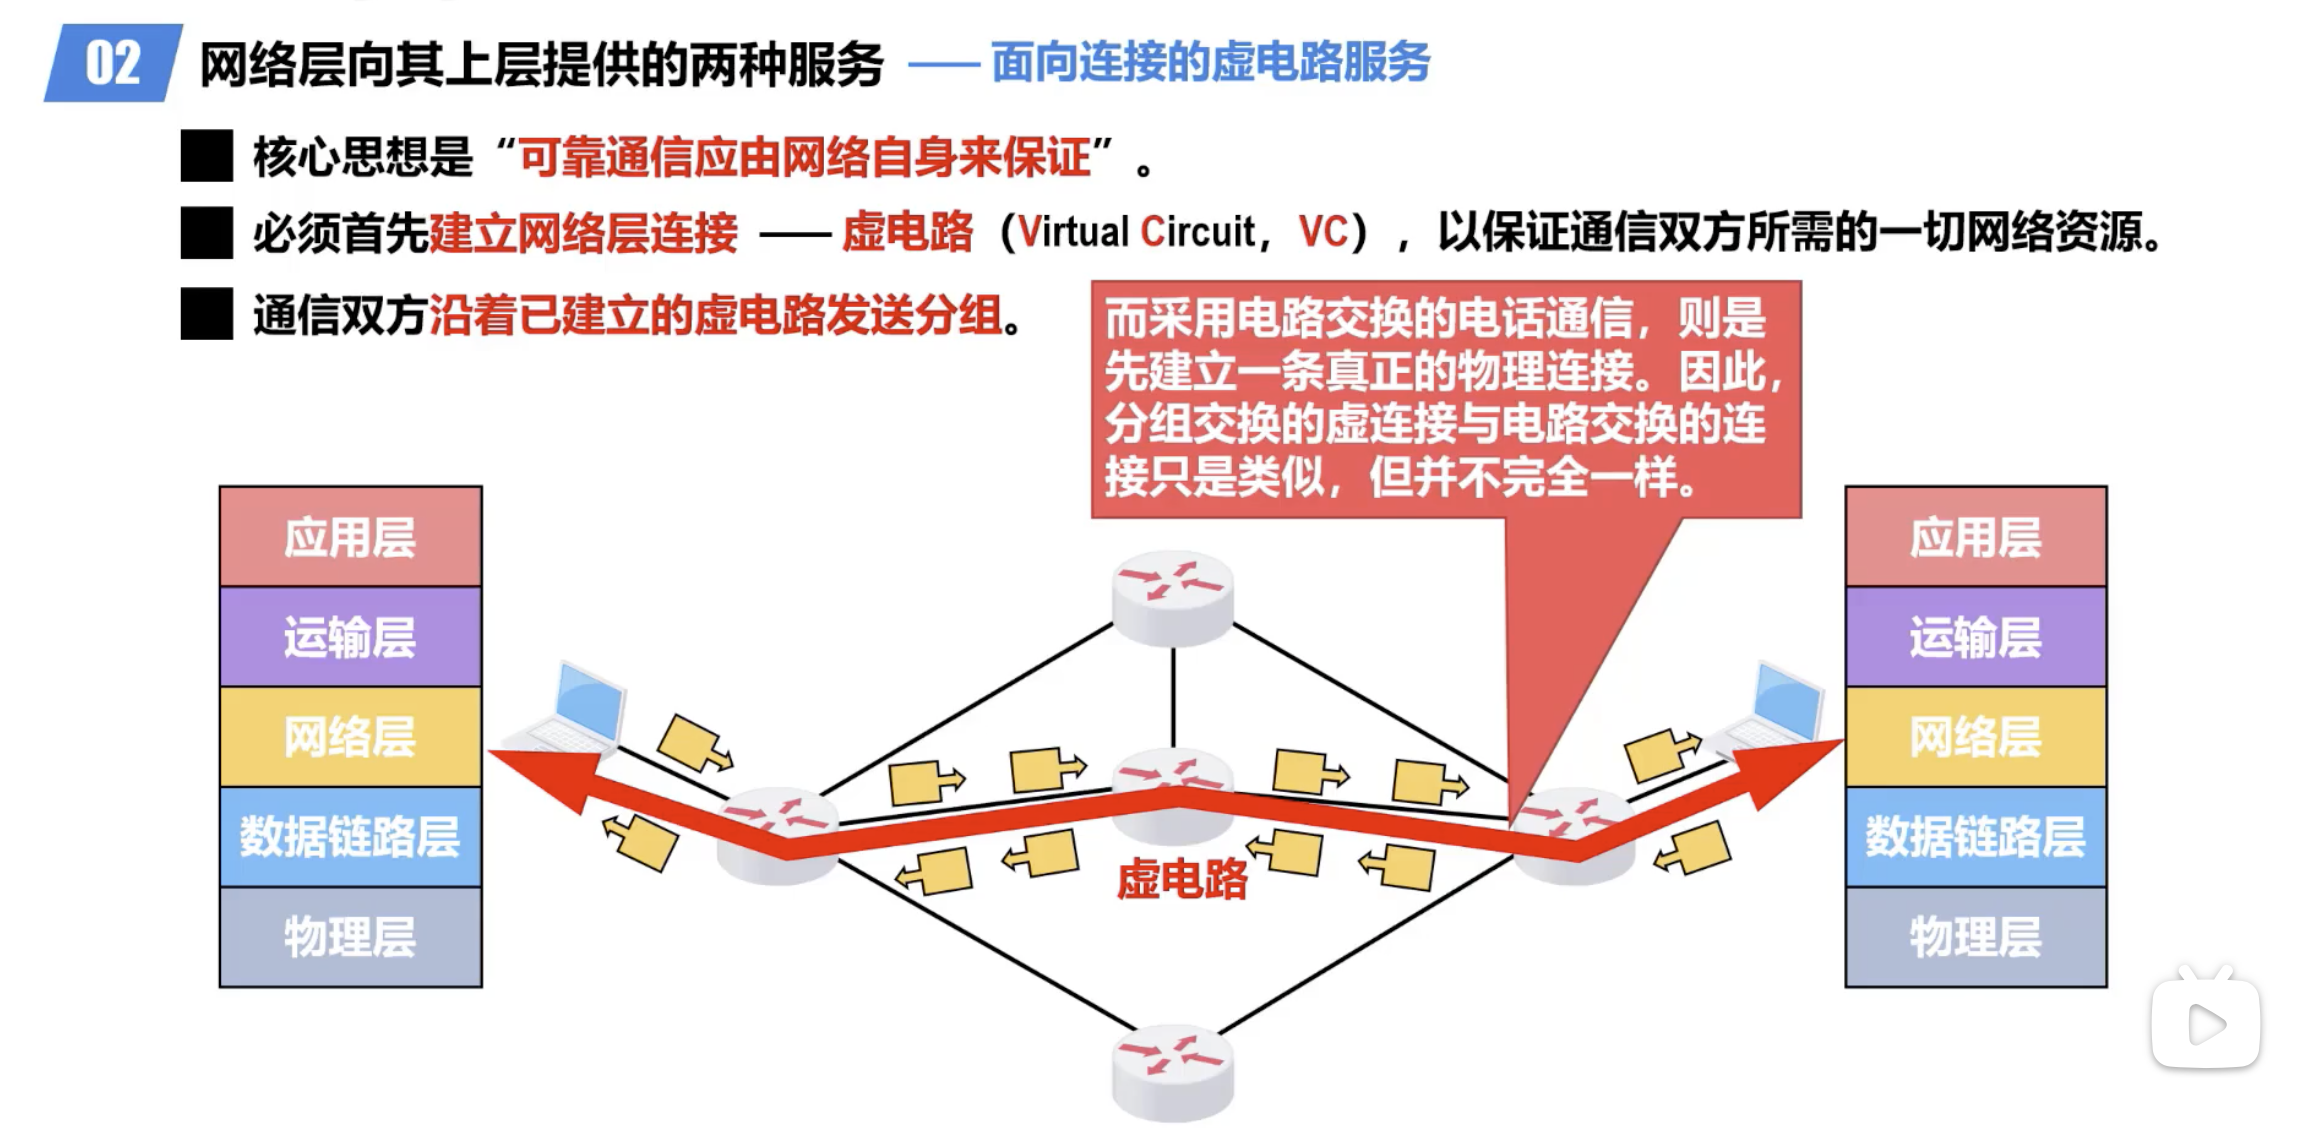 02 网络层向其上层提供的两种服务 —— 面向连接的虚电路服务
核心思想是“可靠通信应由网络自身来保证”。
必须首先建立网络层连接 —— 虚电路（Virtual Circuit，VC），以保证通信双方所需的一切网络资源。
通信双方沿着已建立的虚电路发送分组。
而采用电路交换的电话通信，则是
先建立一条真正的物理连接。因此，
分组交换的虚连接与电路交换的连
接只是类似，但并不完全一样。
应用层
运输层
网络层
数据链路层
物理层
虚电路
应用层
运输层
网络层
数据链路层
物理层